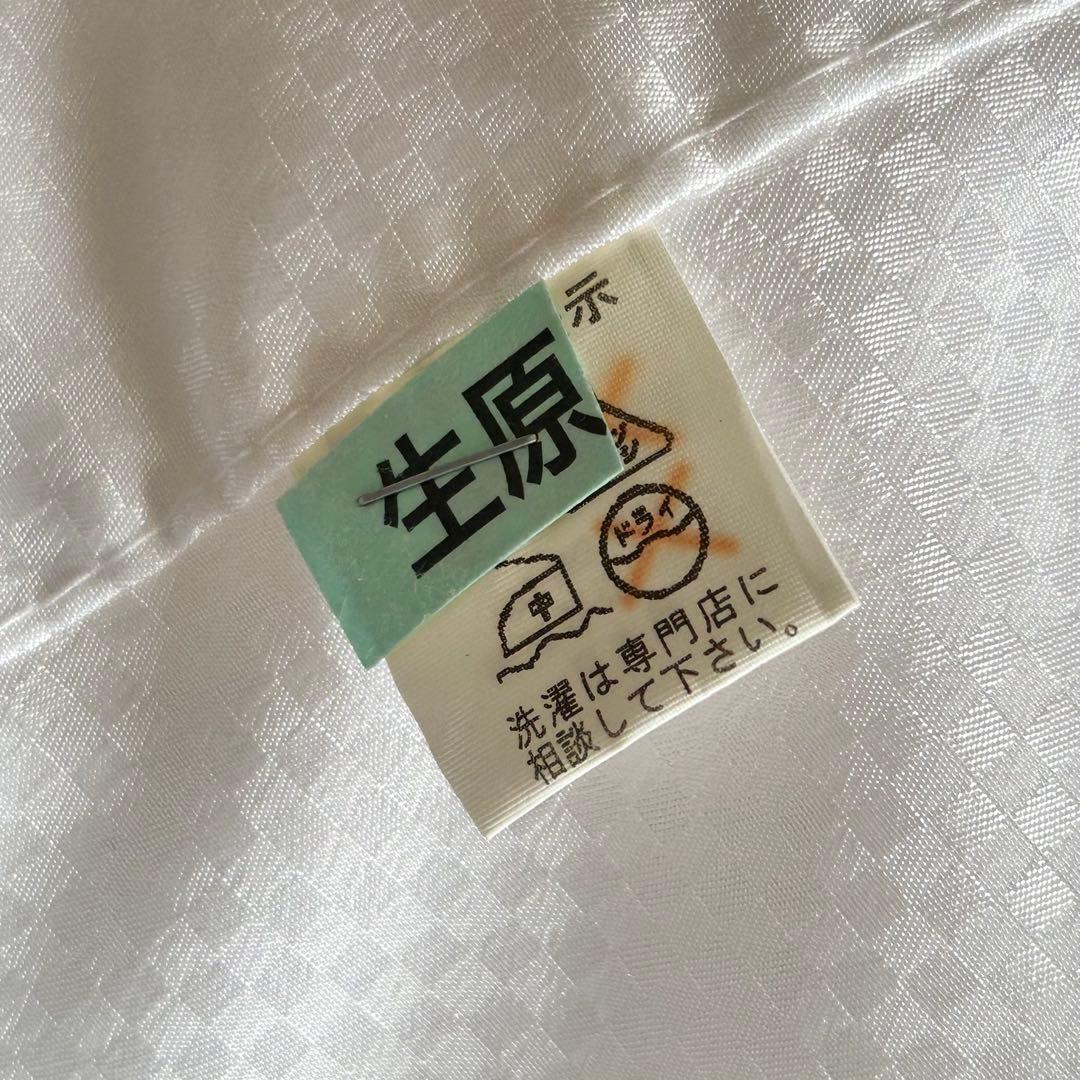 示
生原
ドライ
中
洗濯は専門店に
相談して下さい。